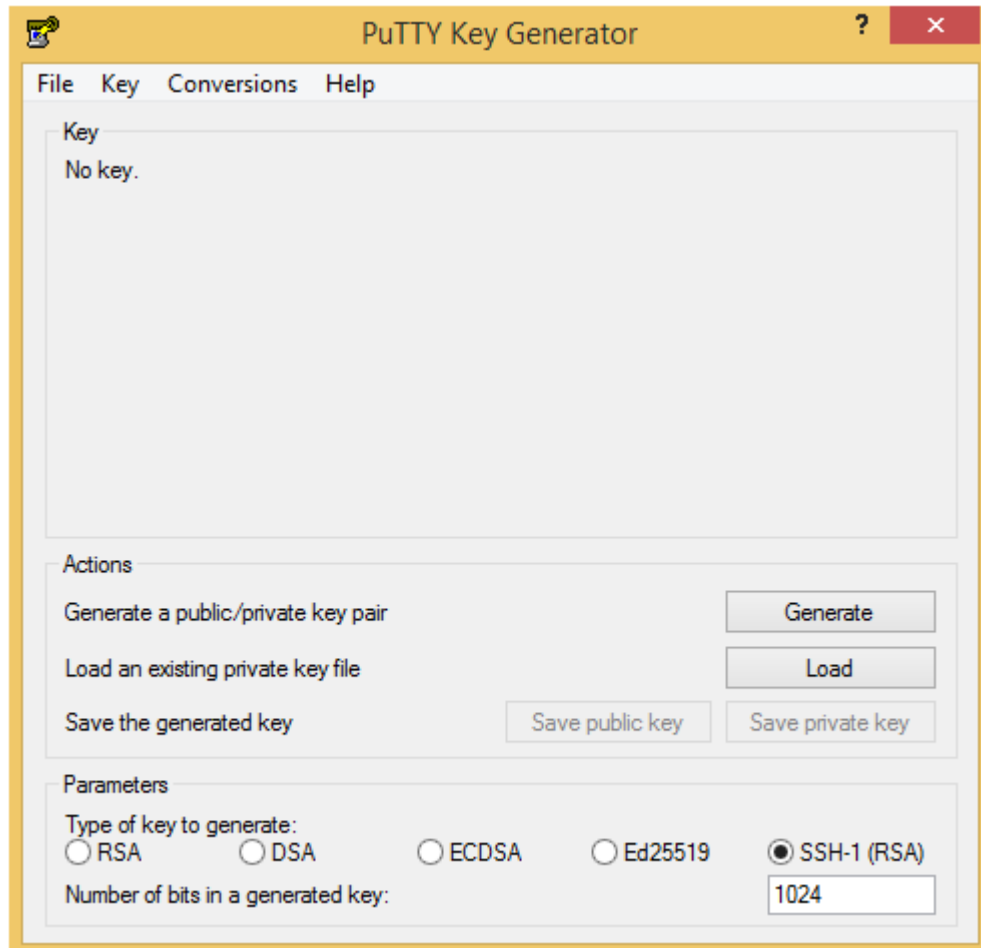 PuTTY Key Generator ?
File Key Conversions Help
Key
No key.
Actions
Generate a public/private key pair Generate
Load an existing private key file Load
Save the generated key Save public key Save private key
Parameters
Type of key to generate:
RSA DSA ECDSA Ed25519 SSH-1 (RSA)
Number of bits in a generated key: 1024